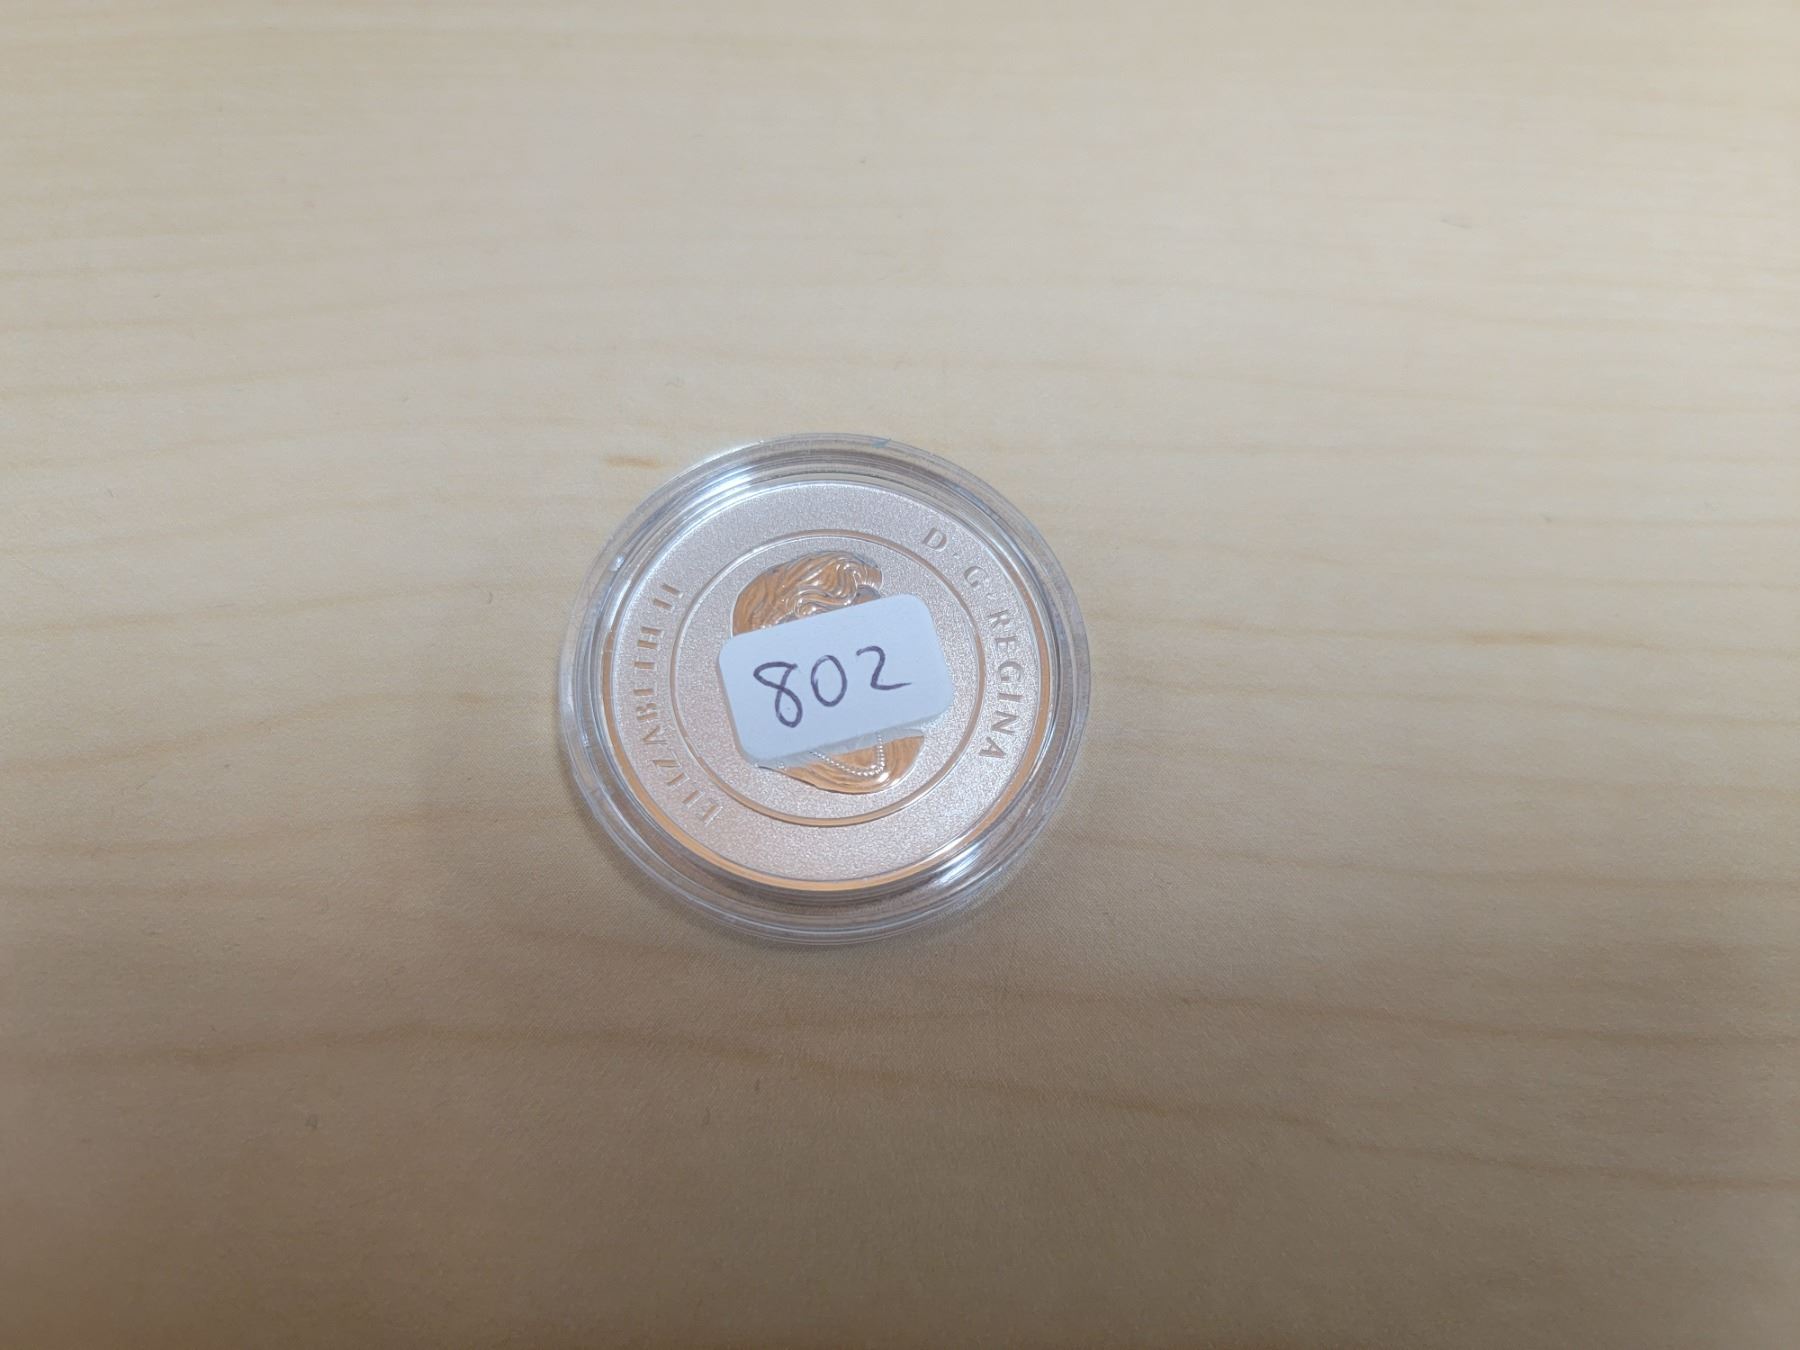 ELIZABETH II
D · G · REGINA
802